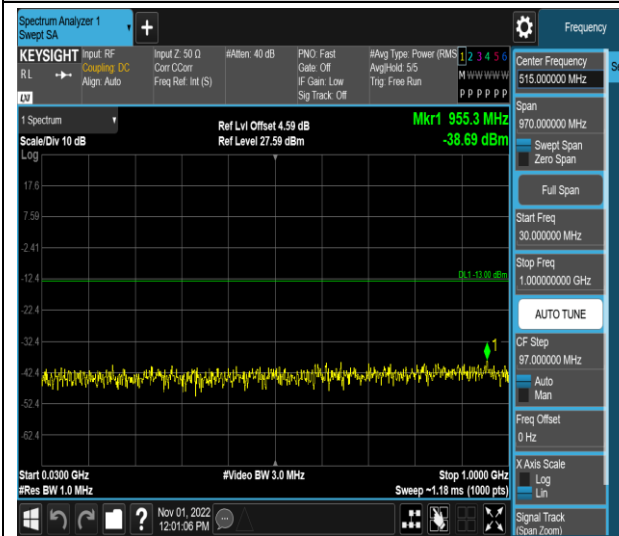 Spectrum Analyzer 1
Swept SA
+
Frequency
KEYSIGHT
RL
LXI
Input: RF
Coupling: DC
Align: Auto
Input Z: 50 Ω
Corr CCorr
Freq Ref: Int (S)
#Atten: 40 dB
PNO: Fast
Gate: Off
IF Gain: Low
Sig Track: Off
#Avg Type: Power (RMS
Avg|Hold: 5/5
Trig: Free Run
1 2 3 4 5 6
M W W W W W
P P P P P P
1 Spectrum
Scale/Div 10 dB
Log
Ref Lvl Offset 4.59 dB
Ref Level 27.59 dBm
Mkr1 955.3 MHz
-38.69 dBm
17.6
7.59
-2.41
-12.4
-22.4
-32.4
-42.4
-52.4
-62.4
DL1 -13.00 dBm
1
Start 0.0300 GHz
#Res BW 1.0 MHz
#Video BW 3.0 MHz
Stop 1.0000 GHz
Sweep ~1.18 ms (1000 pts)
Center Frequency
515.000000 MHz
Span
970.000000 MHz
Swept Span
Zero Span
Full Span
Start Freq
30.000000 MHz
Stop Freq
1.000000000 GHz
AUTO TUNE
CF Step
97.000000 MHz
Auto
Man
Freq Offset
0 Hz
X Axis Scale
Log
Lin
Signal Track
(Span Zoom)
?
Nov 01, 2022
12:01:06 PM